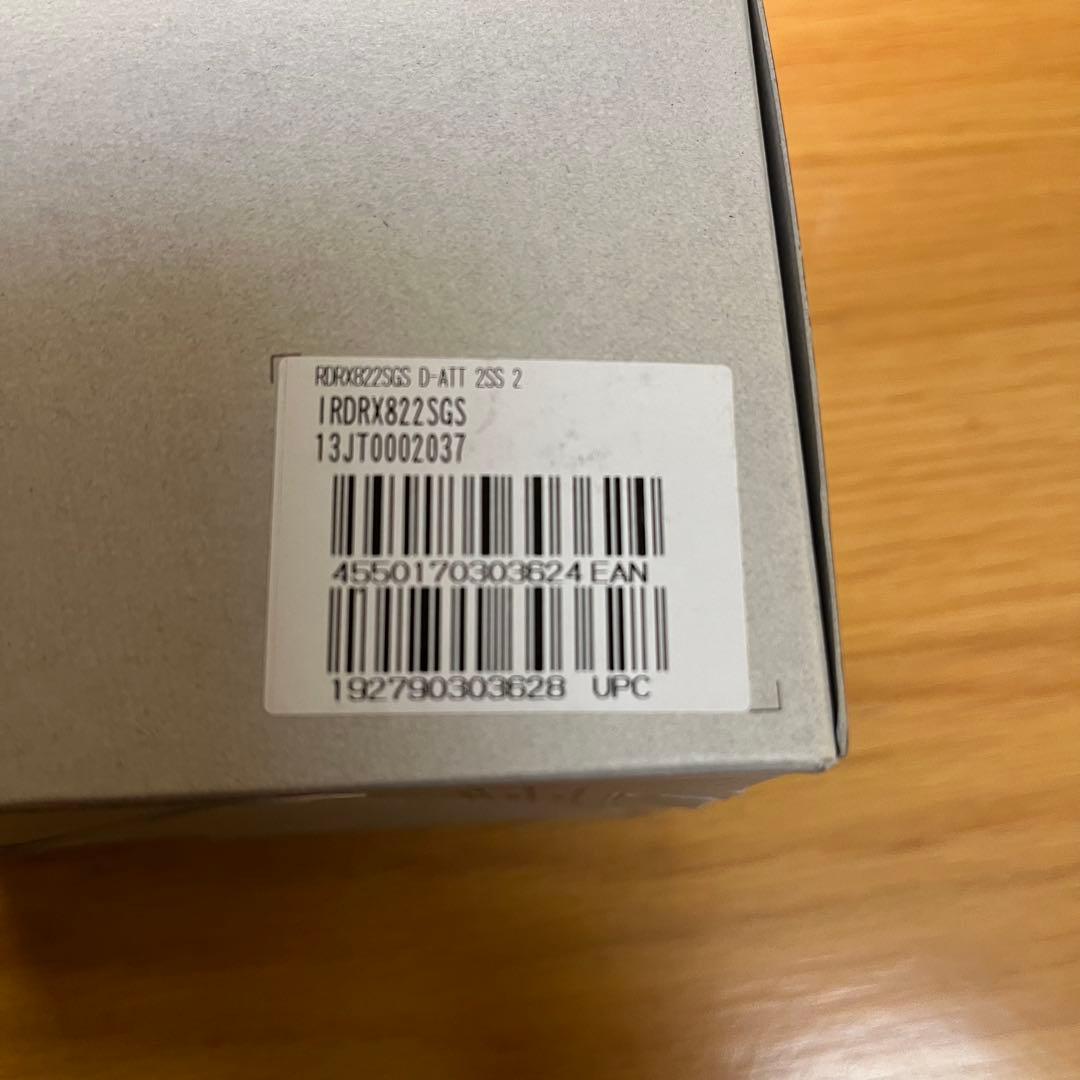 RDRX822SGS D-ATT 2SS 2
IRDRX822SGS
13JT0002037
4550170303624 EAN
192790303628 UPC